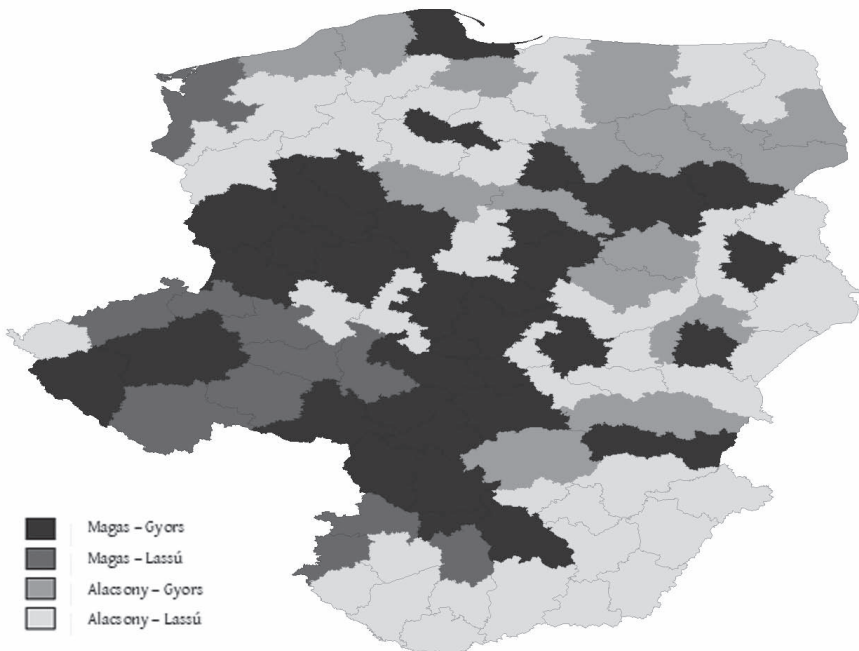 Magas – Gyors
Magas – Lassú
Alacsony – Gyors
Alacsony – Lassú